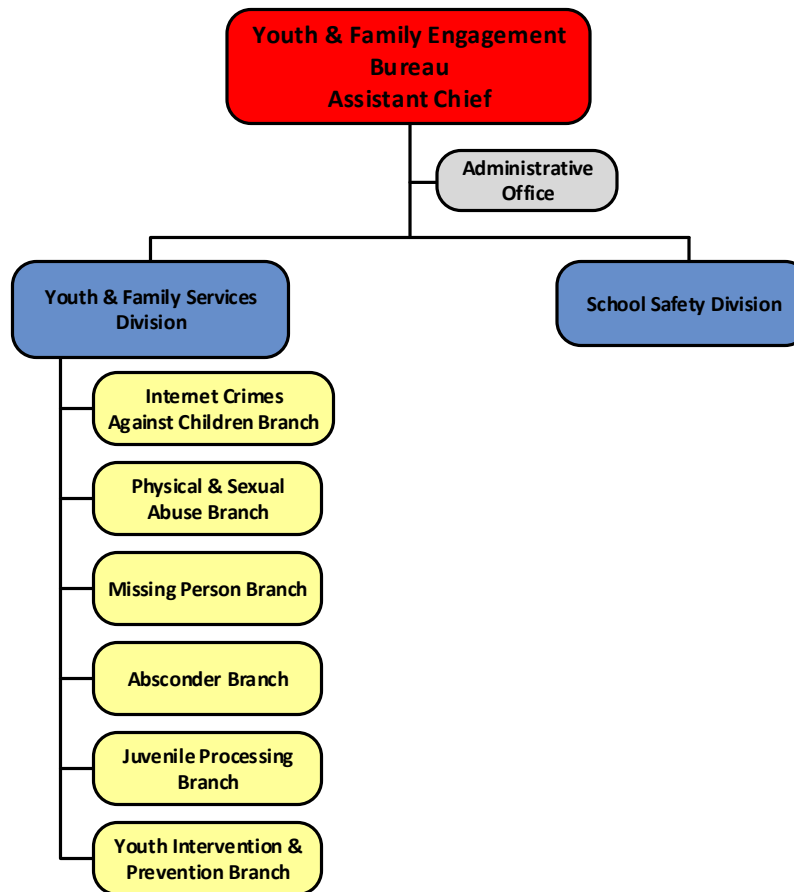 Youth & Family Engagement
Bureau
Assistant Chief
Administrative
Office
Youth & Family Services
Division
School Safety Division
Internet Crimes
Against Children Branch
Physical & Sexual
Abuse Branch
Missing Person Branch
Absconder Branch
Juvenile Processing
Branch
Youth Intervention &
Prevention Branch